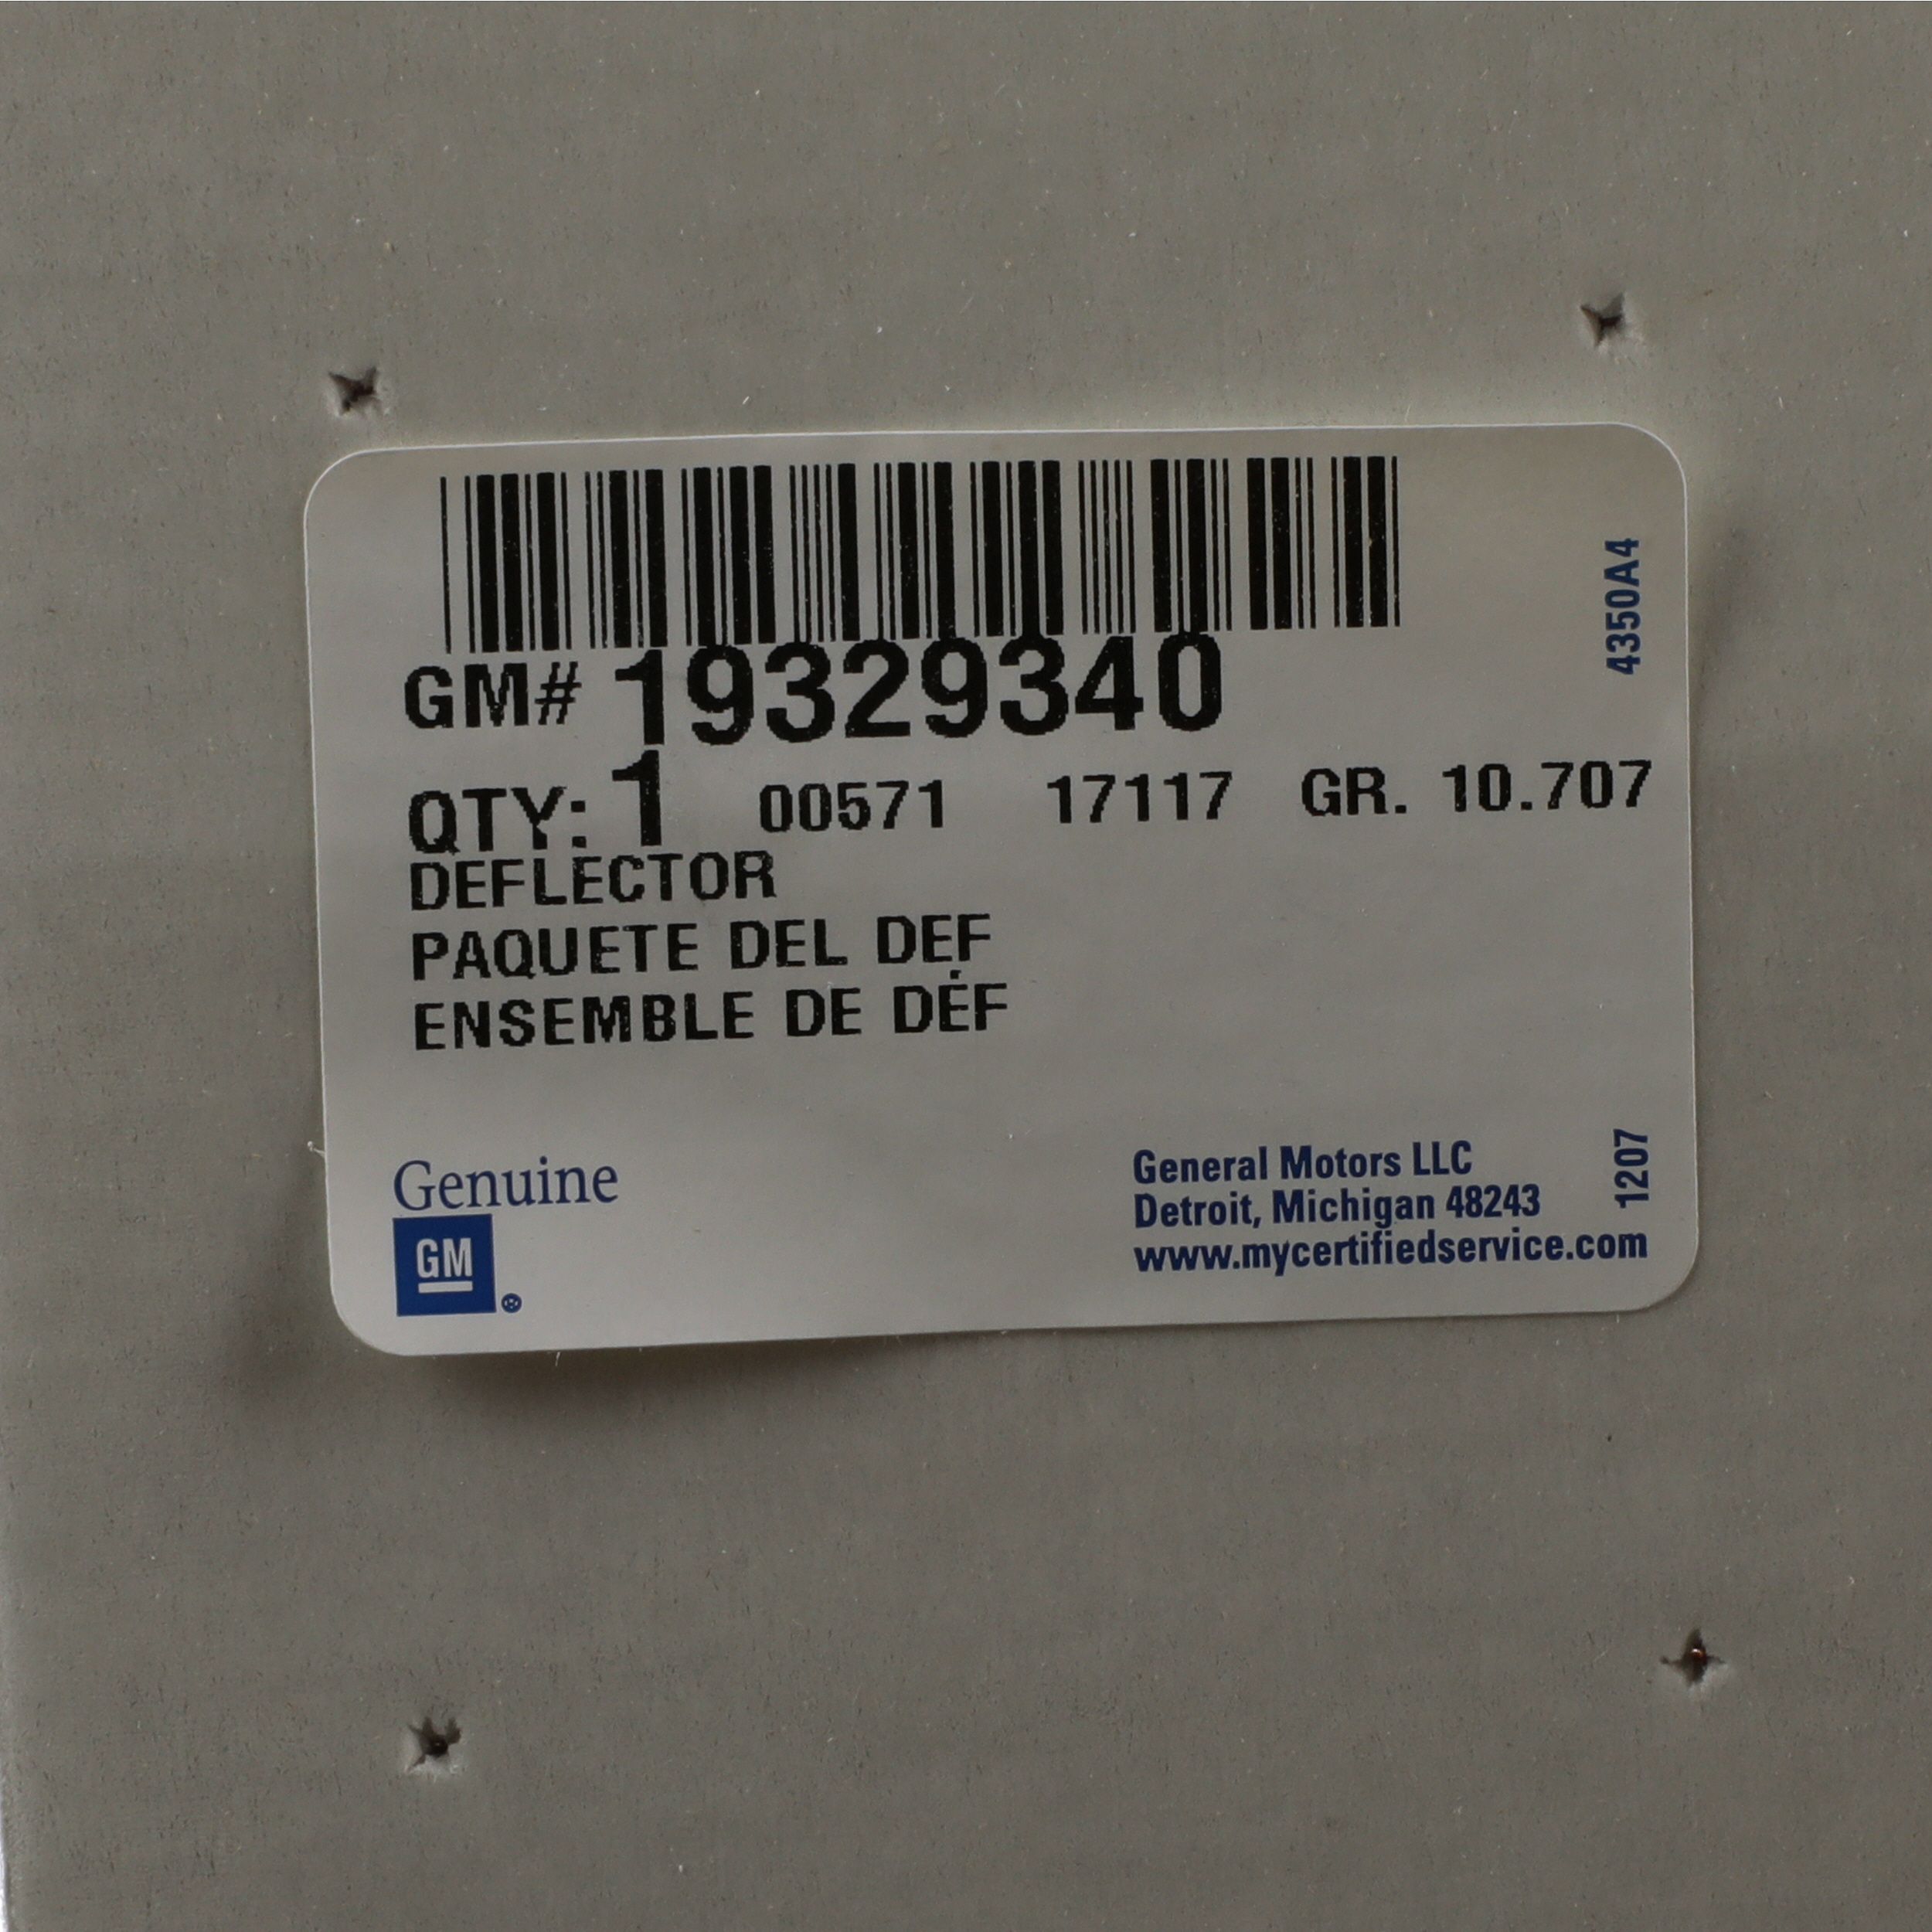 GM# 19329340
QTY: 1 00571 17117 GR. 10.707
DEFLECTOR
PAQUETE DEL DEF
ENSEMBLE DE DÉF
4350A4
Genuine
GM
®
General Motors LLC
Detroit, Michigan 48243
www.mycertifiedservice.com
1207